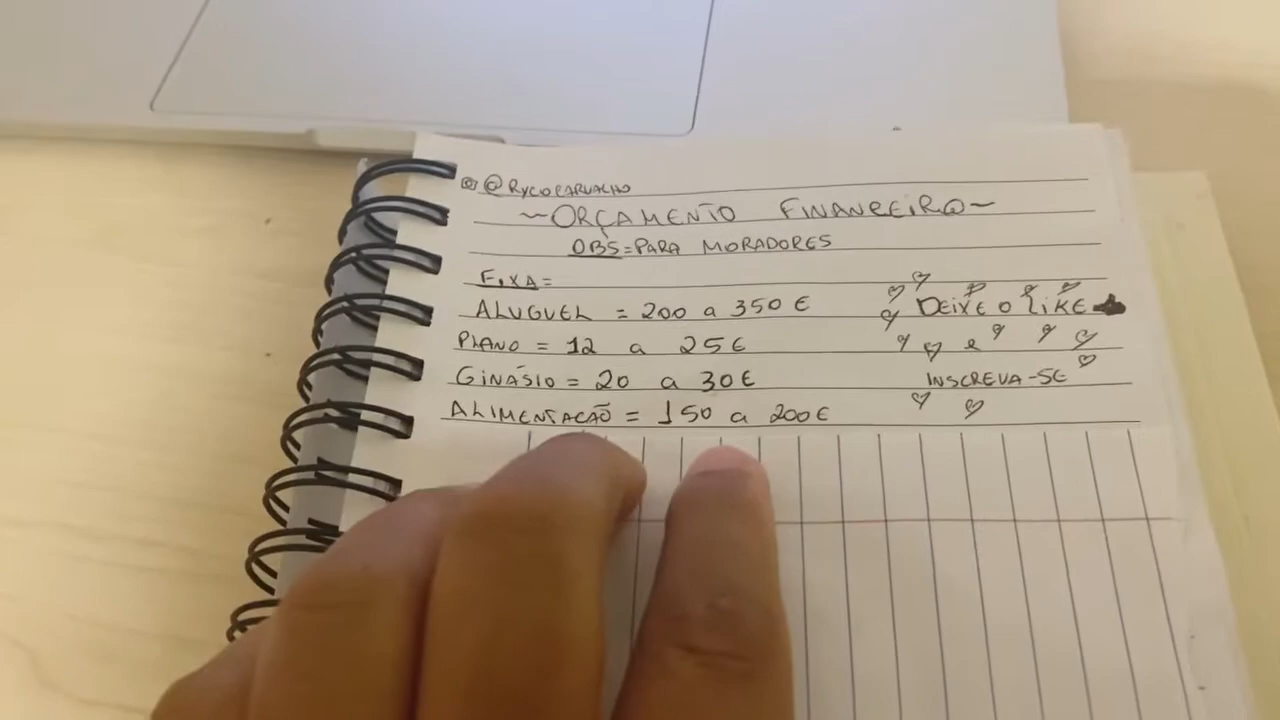 @RYCOCARVALHO
~ORÇAMENTO FINANCEIRO~
OBS=PARA MORADORES
FIXA=
ALUGUEL = 200 a 350 €
DEIXE O LIKE
PLANO = 12 a 25€
e
GINÁSIO = 20 a 30€
INSCREVA-SE
ALIMENTACÃO = 150 a 200€